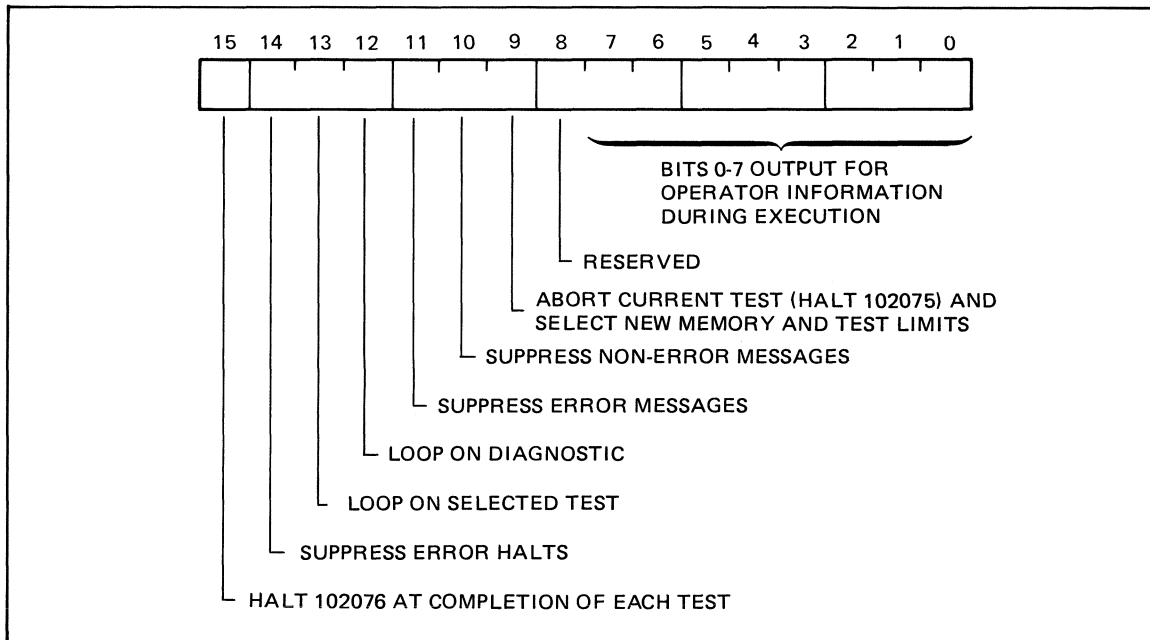 15 14 13 12 11 10 9 8 7 6 5 4 3 2 1 0
BITS 0-7 OUTPUT FOR
OPERATOR INFORMATION
DURING EXECUTION
RESERVED
ABORT CURRENT TEST (HALT 102075) AND
SELECT NEW MEMORY AND TEST LIMITS
SUPPRESS NON-ERROR MESSAGES
SUPPRESS ERROR MESSAGES
LOOP ON DIAGNOSTIC
LOOP ON SELECTED TEST
SUPPRESS ERROR HALTS
HALT 102076 AT COMPLETION OF EACH TEST